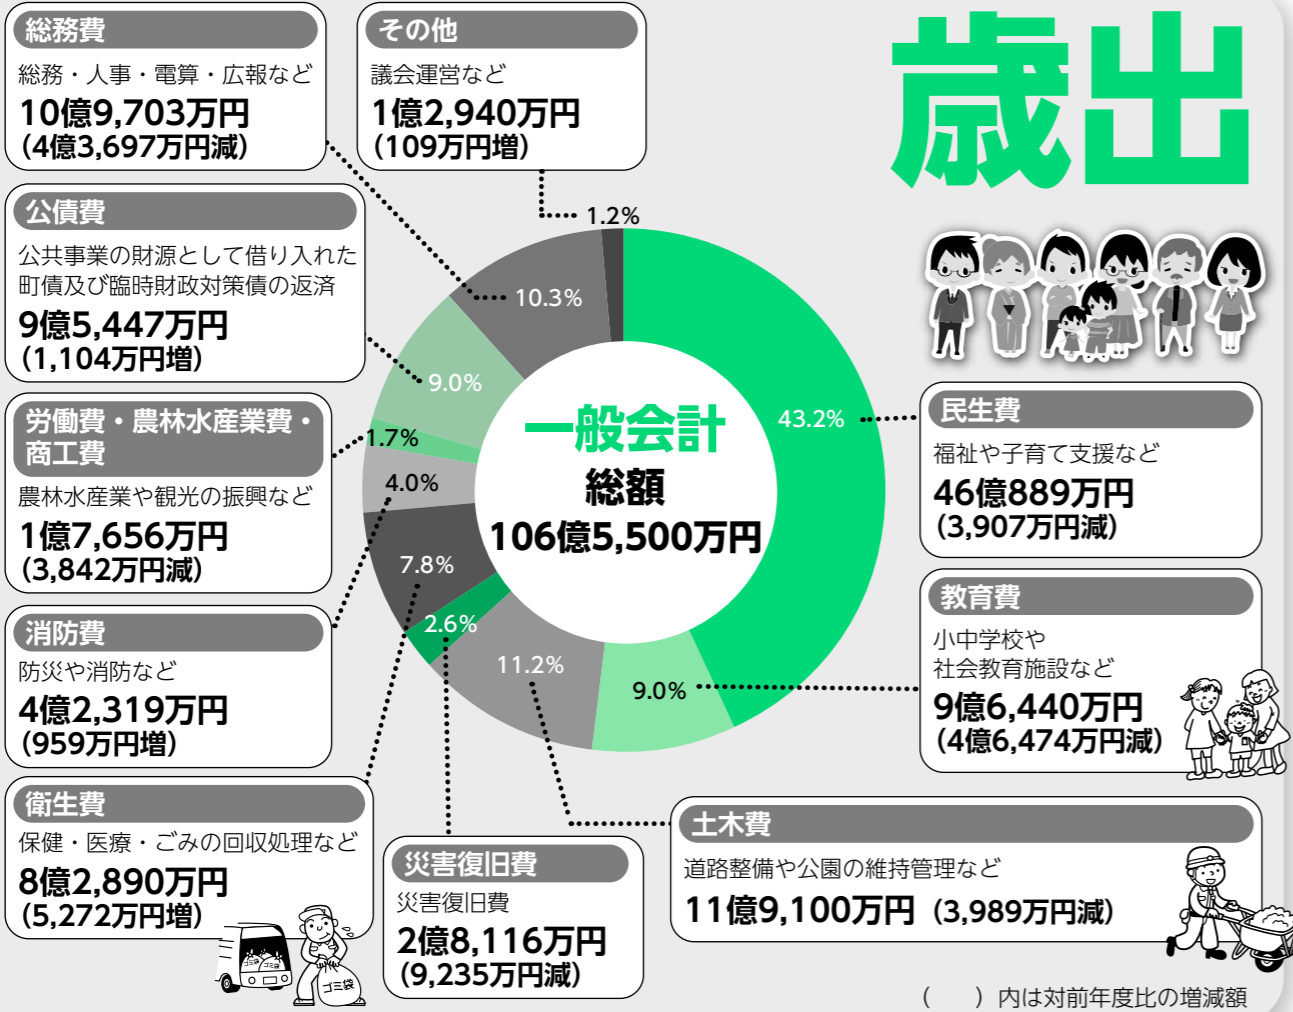 歳出
総務費
総務・人事・電算・広報など
10億9,703万円
（4億3,697万円減）
その他
議会運営など
1億2,940万円
（109万円増）
公債費
公共事業の財源として借り入れた
町債及び臨時財政対策債の返済
9億5,447万円
（1,104万円増）
労働費・農林水産業費・
商工費
農林水産業や観光の振興など
1億7,656万円
（3,842万円減）
消防費
防災や消防など
4億2,319万円
（959万円増）
衛生費
保健・医療・ごみの回収処理など
8億2,890万円
（5,272万円増）
ゴミ袋
ゴミ袋
ゴミ袋
災害復旧費
災害復旧費
2億8,116万円
（9,235万円減）
土木費
道路整備や公園の維持管理など
11億9,100万円（3,989万円減）
教育費
小中学校や
社会教育施設など
9億6,440万円
（4億6,474万円減）
民生費
福祉や子育て支援など
46億889万円
（3,907万円減）
1.2%
10.3%
9.0%
1.7%
4.0%
7.8%
2.6%
11.2%
9.0%
43.2%
一般会計
総額
106億5,500万円
（　　）内は対前年度比の増減額